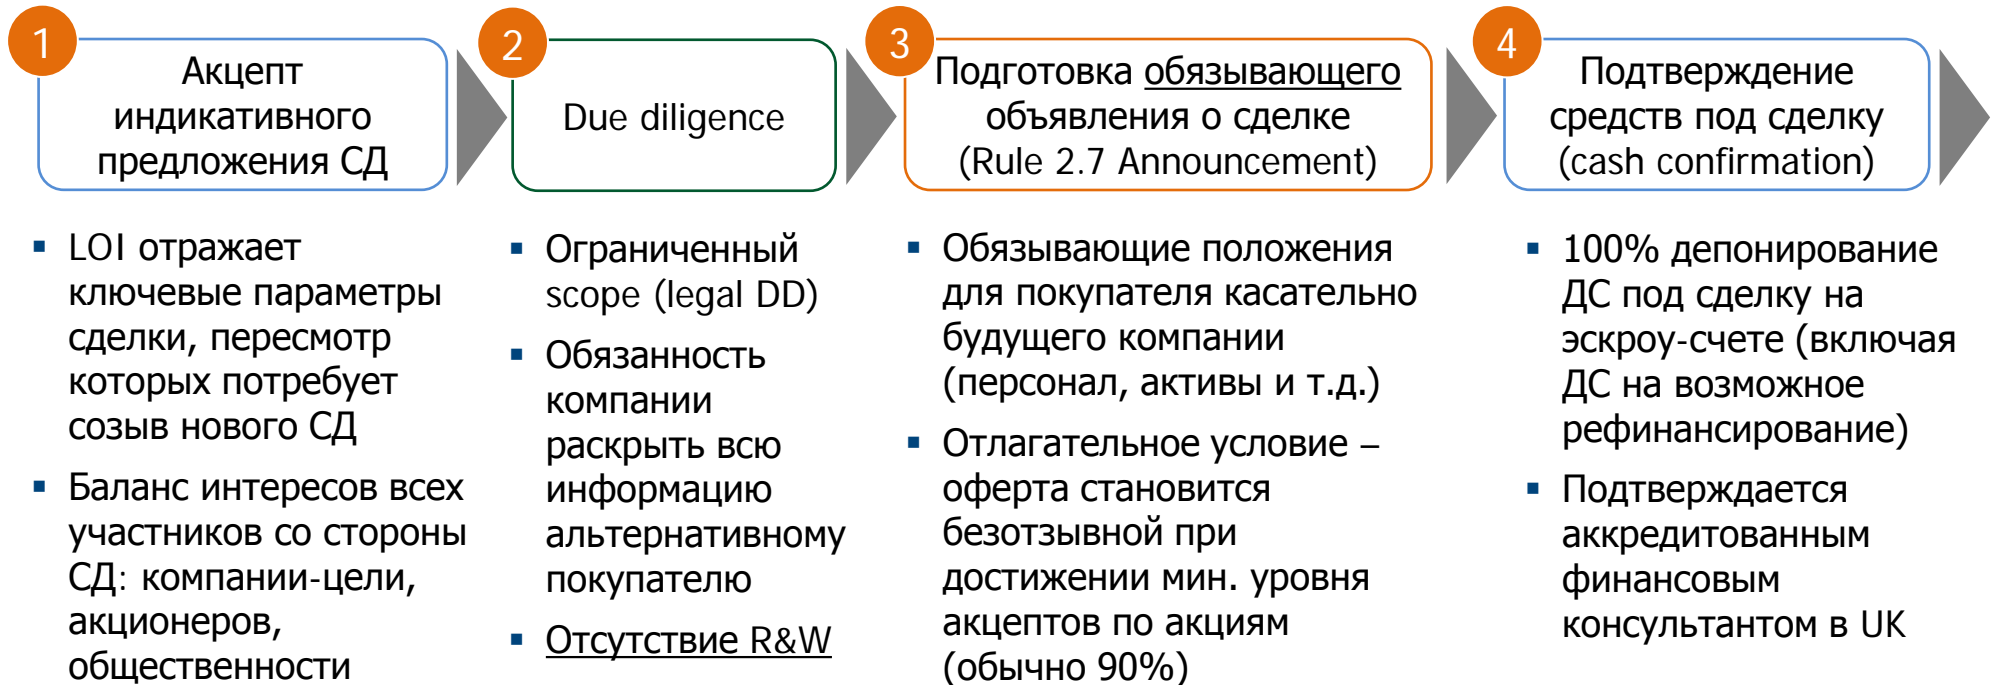 1
Акцепт
индикативного
предложения СД
2
Due diligence
3
Подготовка обязывающего
объявления о сделке
(Rule 2.7 Announcement)
4
Подтверждение
средств под сделку
(cash confirmation)
▪ LOI отражает
ключевые параметры
сделки, пересмотр
которых потребует
созыв нового СД
▪ Баланс интересов всех
участников со стороны
СД: компании-цели,
акционеров,
общественности
▪ Ограниченный
scope (legal DD)
▪ Обязанность
компании
раскрыть всю
информацию
альтернативному
покупателю
▪ Отсутствие R&W
▪ Обязывающие положения
для покупателя касательно
будущего компании
(персонал, активы и т.д.)
▪ Отлагательное условие –
оферта становится
безотзывной при
достижении мин. уровня
акцептов по акциям
(обычно 90%)
▪ 100% депонирование
ДС под сделку на
эскроу-счете (включая
ДС на возможное
рефинансирование)
▪ Подтверждается
аккредитованным
финансовым
консультантом в UK